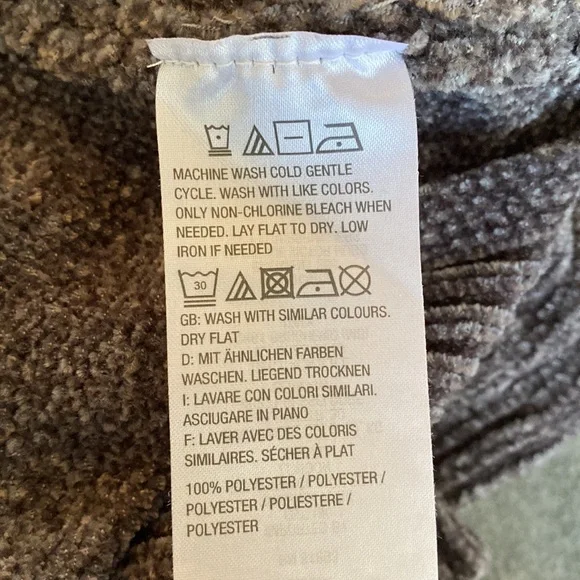 MACHINE WASH COLD GENTLE
CYCLE. WASH WITH LIKE COLORS.
ONLY NON-CHLORINE BLEACH WHEN
NEEDED. LAY FLAT TO DRY. LOW
IRON IF NEEDED
30
GB: WASH WITH SIMILAR COLOURS.
DRY FLAT
D: MIT ÄHNLICHEN FARBEN
WASCHEN. LIEGEND TROCKNEN
I: LAVARE CON COLORI SIMILARI.
ASCIUGARE IN PIANO
F: LAVER AVEC DES COLORIS
SIMILAIRES. SÉCHER À PLAT
100% POLYESTER / POLYESTER /
POLYESTER / POLIESTERE /
POLYESTER